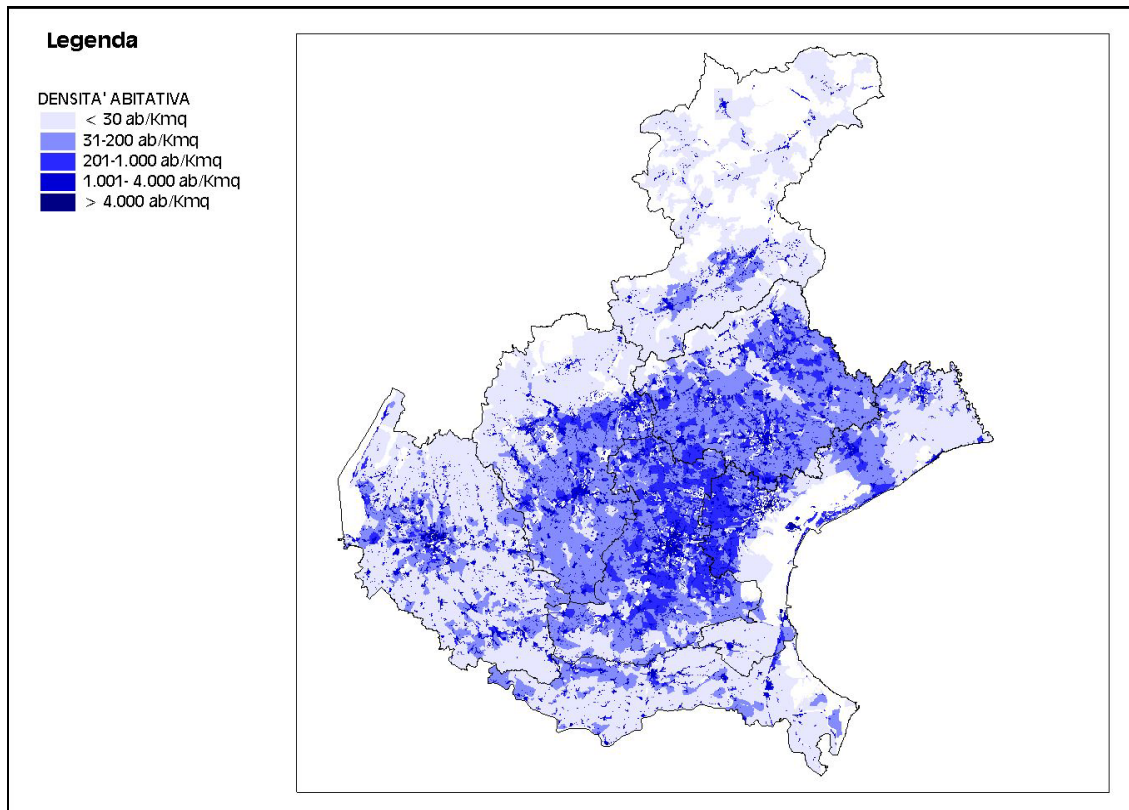 Legenda
DENSITA' ABITATIVA
< 30 ab/Kmq
31-200 ab/Kmq
201-1.000 ab/Kmq
1.001- 4.000 ab/Kmq
> 4.000 ab/Kmq